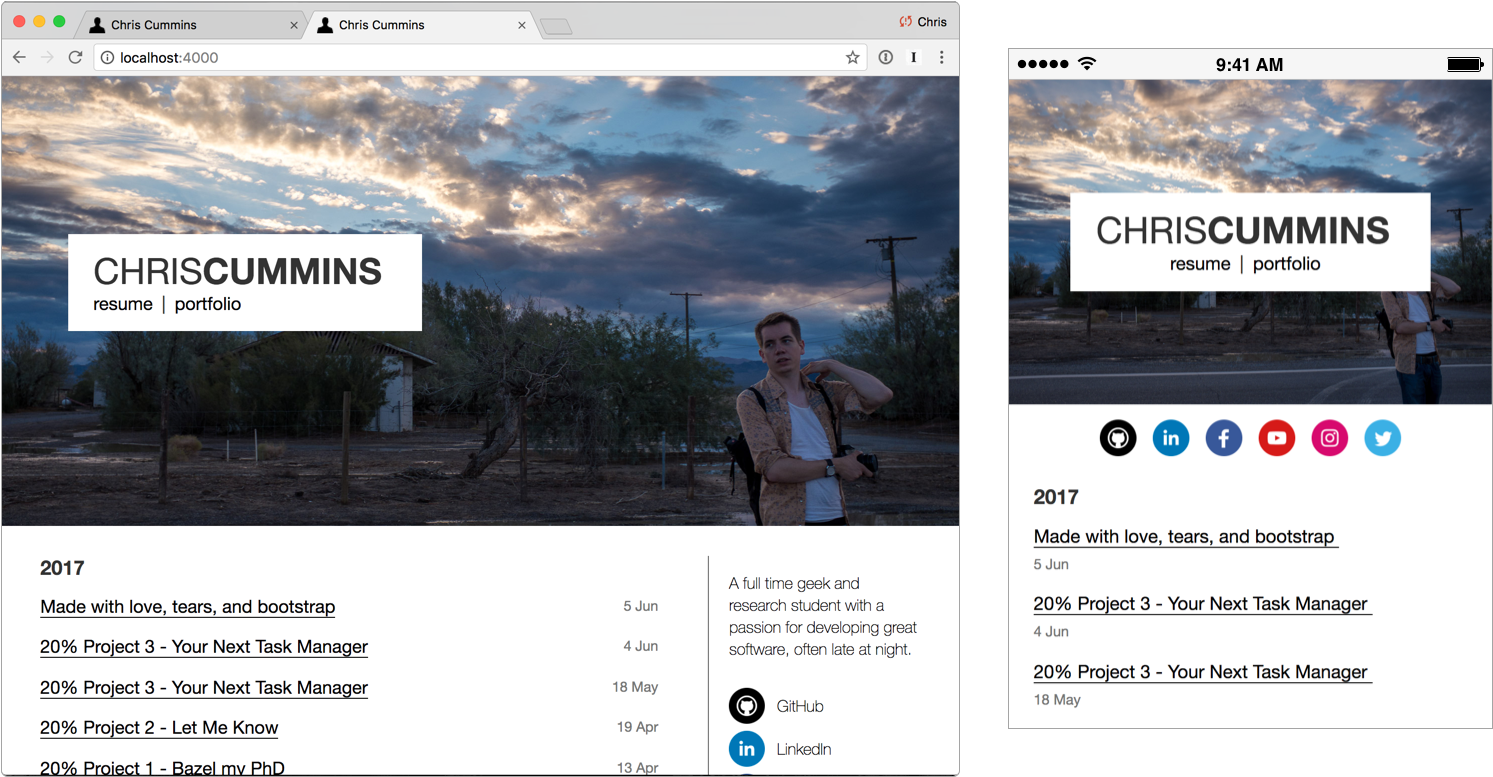 Chris Cummins
Chris Cummins
Chris
localhost:4000
CHRISCUMMINS
resume | portfolio
2017
Made with love, tears, and bootstrap 5 Jun
20% Project 3 - Your Next Task Manager 4 Jun
20% Project 3 - Your Next Task Manager 18 May
20% Project 2 - Let Me Know 19 Apr
20% Project 1 - Bazel my PhD 13 Apr
A full time geek and
research student with a
passion for developing great
software, often late at night.
GitHub
in LinkedIn
9:41 AM
CHRISCUMMINS
resume | portfolio
in f
2017
Made with love, tears, and bootstrap
5 Jun
20% Project 3 - Your Next Task Manager
4 Jun
20% Project 3 - Your Next Task Manager
18 May